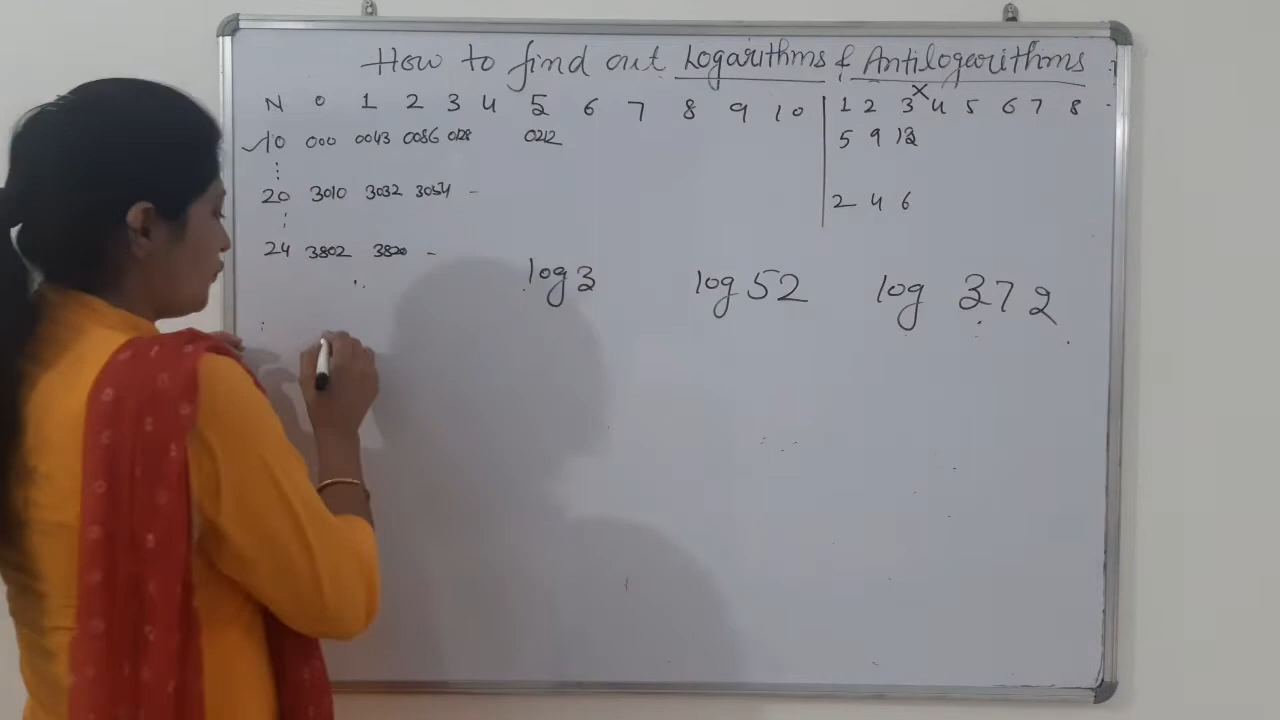 How to find out Logarithms & Antilogarithms
N 0 1 2 3 4 5 6 7 8 9 10 1 2 3 4 5 6 7 8
10 000 0043 0086 0128 0212 5 9 13
20 3010 3032 3054 - 2 4 6
24 3802 3820 -
log 3 log 52 log 372